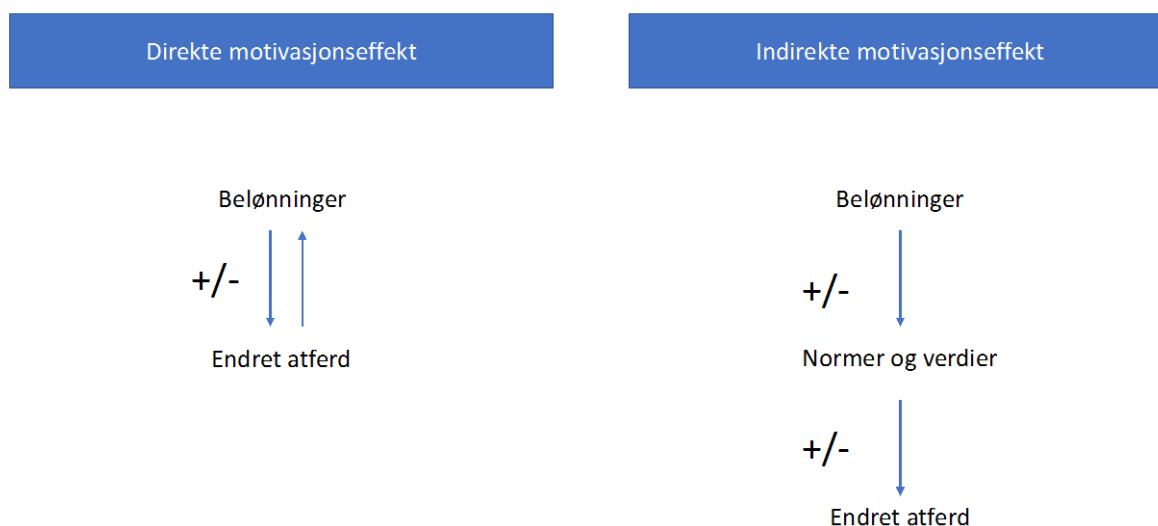 Direkte motivasjonseffekt
Indirekte motivasjonseffekt
Belønninger
Belønninger
+/-
+/-
Endret atferd
Normer og verdier
+/-
Endret atferd